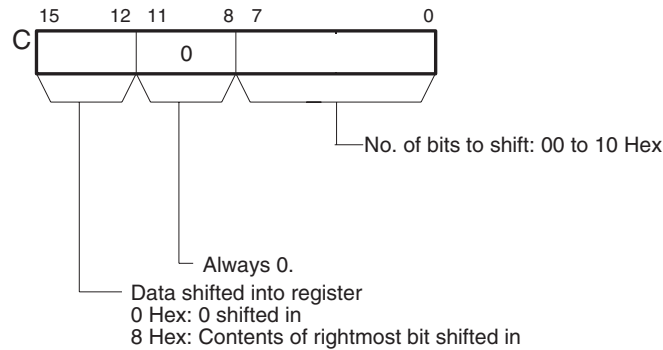 15 12 11 8 7 0
C
0
No. of bits to shift: 00 to 10 Hex
Always 0.
Data shifted into register
0 Hex: 0 shifted in
8 Hex: Contents of rightmost bit shifted in